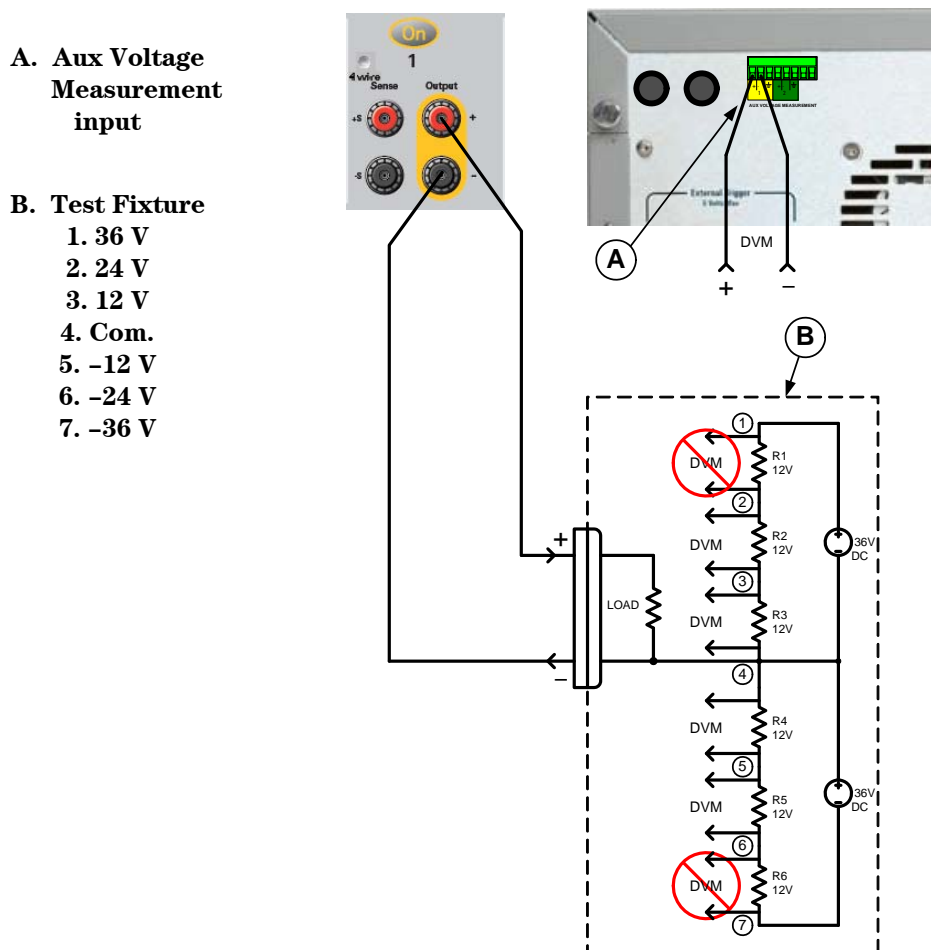 A. Aux Voltage
Measurement
input
B. Test Fixture
1. 36 V
2. 24 V
3. 12 V
4. Com.
5. –12 V
6. –24 V
7. –36 V
On
1
4 wire
Sense
Output
+S
+
-S
–
AUX VOLTAGE MEASUREMENT
External Trigger
DVM
A
+
–
B
1
DVM
R1
12V
2
DVM
R2
12V
36V
DC
+
3
LOAD
DVM
R3
12V
–
4
DVM
R4
12V
5
DVM
R5
12V
36V
DC
6
DVM
R6
12V
7